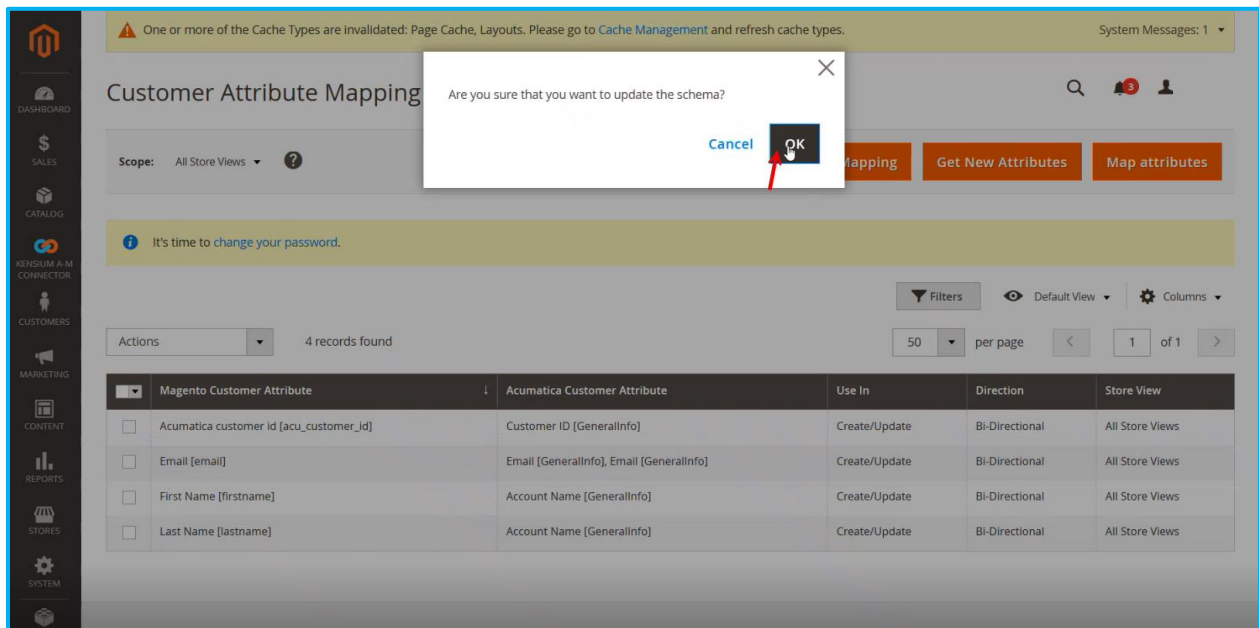 One or more of the Cache Types are invalidated: Page Cache, Layouts. Please go to Cache Management and refresh cache types.
System Messages: 1
DASHBOARD
SALES
CATALOG
KENSIUM A-M
CONNECTOR
CUSTOMERS
MARKETING
CONTENT
REPORTS
STORES
SYSTEM
Customer Attribute Mapping
3
Are you sure that you want to update the schema?
Cancel
OK
Scope: All Store Views
?
Mapping
Get New Attributes
Map attributes
It's time to change your password.
Filters
Default View
Columns
Actions
4 records found
50
per page
1
of 1
Magento Customer Attribute ↓ Acumatica Customer Attribute Use In Direction Store View
Acumatica customer id [acu_customer_id] Customer ID [GeneralInfo] Create/Update Bi-Directional All Store Views
Email [email] Email [GeneralInfo], Email [GeneralInfo] Create/Update Bi-Directional All Store Views
First Name [firstname] Account Name [GeneralInfo] Create/Update Bi-Directional All Store Views
Last Name [lastname] Account Name [GeneralInfo] Create/Update Bi-Directional All Store Views